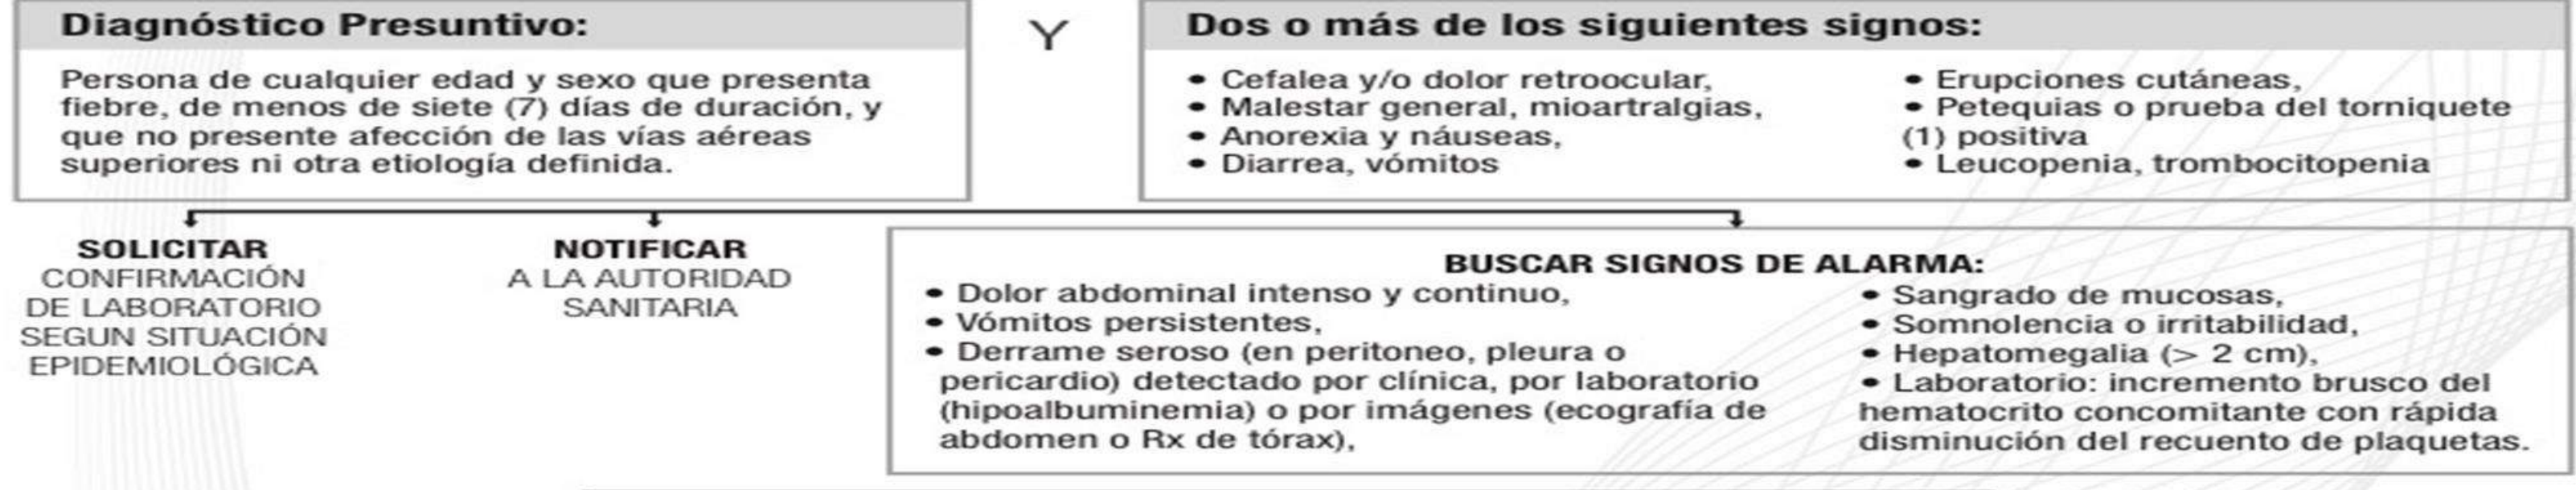 Diagnóstico Presuntivo:
Persona de cualquier edad y sexo que presenta
fiebre, de menos de siete (7) días de duración, y
que no presente afección de las vías aéreas
superiores ni otra etiología definida.
Y
Dos o más de los siguientes signos:
• Cefalea y/o dolor retroocular,
• Malestar general, mioartralgias,
• Anorexia y náuseas,
• Diarrea, vómitos
• Erupciones cutáneas,
• Petequias o prueba del torniquete
(1) positiva
• Leucopenia, trombocitopenia
SOLICITAR
CONFIRMACIÓN
DE LABORATORIO
SEGUN SITUACIÓN
EPIDEMIOLÓGICA
NOTIFICAR
A LA AUTORIDAD
SANITARIA
BUSCAR SIGNOS DE ALARMA:
• Dolor abdominal intenso y continuo,
• Vómitos persistentes,
• Derrame seroso (en peritoneo, pleura o
pericardio) detectado por clínica, por laboratorio
(hipoalbuminemia) o por imágenes (ecografía de
abdomen o Rx de tórax),
• Sangrado de mucosas,
• Somnolencia o irritabilidad,
• Hepatomegalia (> 2 cm),
• Laboratorio: incremento brusco del
hematocrito concomitante con rápida
disminución del recuento de plaquetas.